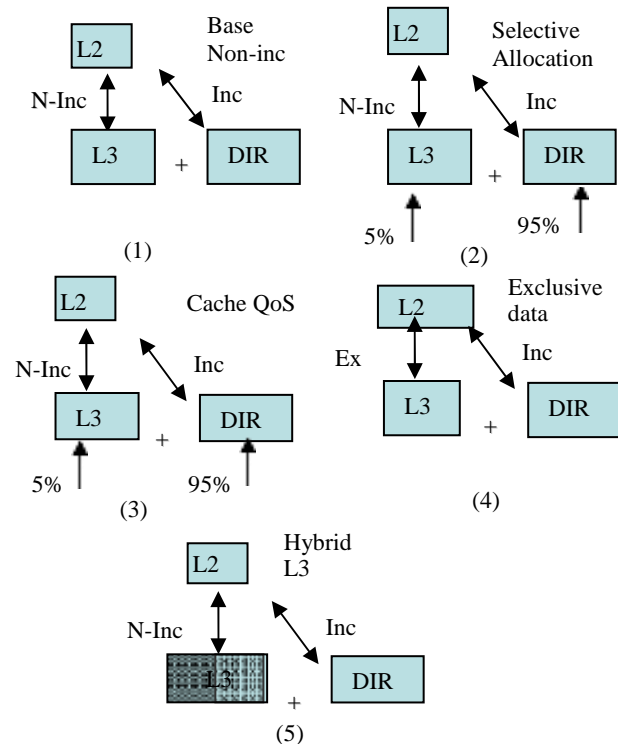 L2
Base
Non-inc
N-Inc
Inc
L3
+
DIR
(1)
L2
Selective
Allocation
N-Inc
Inc
L3
+
DIR
5%
95%
(2)
L2
Cache QoS
N-Inc
Inc
L3
+
DIR
5%
95%
(3)
L2
Exclusive
data
Ex
Inc
L3
+
DIR
(4)
L2
Hybrid
L3
N-Inc
Inc
L3
+
DIR
(5)